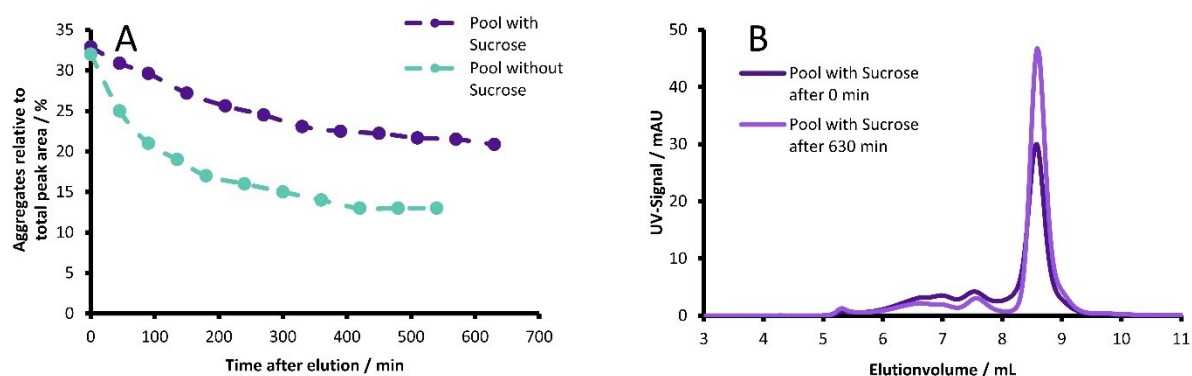 A
Pool with
Sucrose
Pool without
Sucrose
35
30
25
20
15
10
5
0
0 100 200 300 400 500 600 700
Aggregates relative to
total peak area / %
Time after elution / min
B
Pool with Sucrose
after 0 min
Pool with Sucrose
after 630 min
50
40
30
20
10
0
3 4 5 6 7 8 9 10 11
UV-Signal / mAU
Elutionvolume / mL